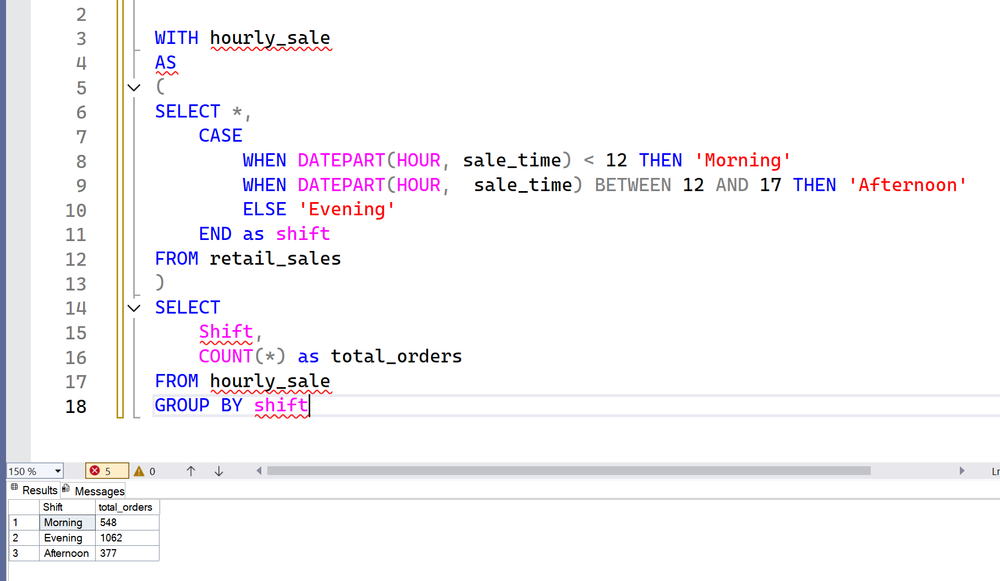 2
3 WITH hourly_sale
4 AS
5 (
6 SELECT *,
7 CASE
8 WHEN DATEPART(HOUR, sale_time) < 12 THEN 'Morning'
9 WHEN DATEPART(HOUR,  sale_time) BETWEEN 12 AND 17 THEN 'Afternoon'
10 ELSE 'Evening'
11 END as shift
12 FROM retail_sales
13 )
14 SELECT
15 Shift,
16 COUNT(*) as total_orders
17 FROM hourly_sale
18 GROUP BY shift
150 % 5 0 Ln
Results Messages
Shift total_orders
1 Morning 548
2 Evening 1062
3 Afternoon 377